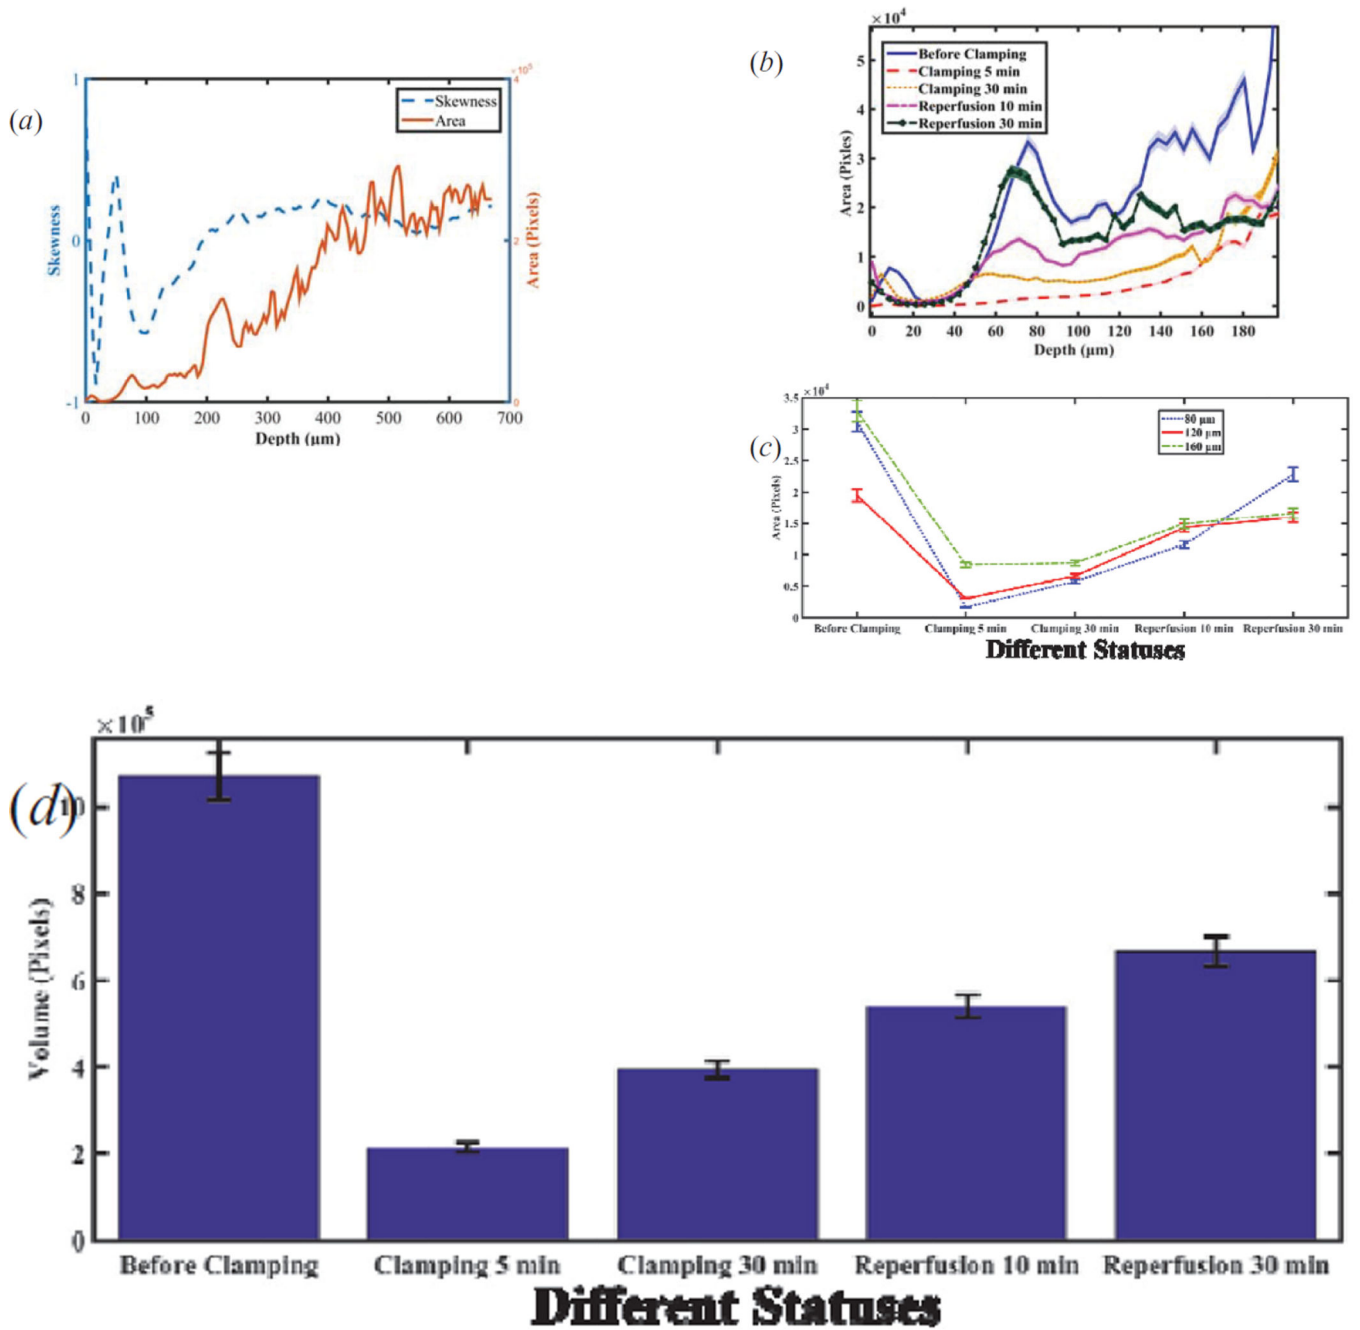 (a)
1
0
-1
Skewness
Skewness
Area
×10⁵
4
2
0
Area (Pixels)
0 100 200 300 400 500 600 700
Depth (μm)
(b)
×10⁴
5
4
3
2
1
0
Area (Pixles)
Before Clamping
Clamping 5 min
Clamping 30 min
Reperfusion 10 min
Reperfusion 30 min
0 20 40 60 80 100 120 140 160 180
Depth (μm)
(c)
×10⁴
3.5
3
2.5
2
1.5
1
0.5
0
Area (Pixels)
80 μm
120 μm
160 μm
Before Clamping Clamping 5 min Clamping 30 min Reperfusion 10 min Reperfusion 30 min
Different Statuses
(d)
×10⁵
10
8
6
4
2
0
Volume (Pixels)
Before Clamping Clamping 5 min Clamping 30 min Reperfusion 10 min Reperfusion 30 min
Different Statuses